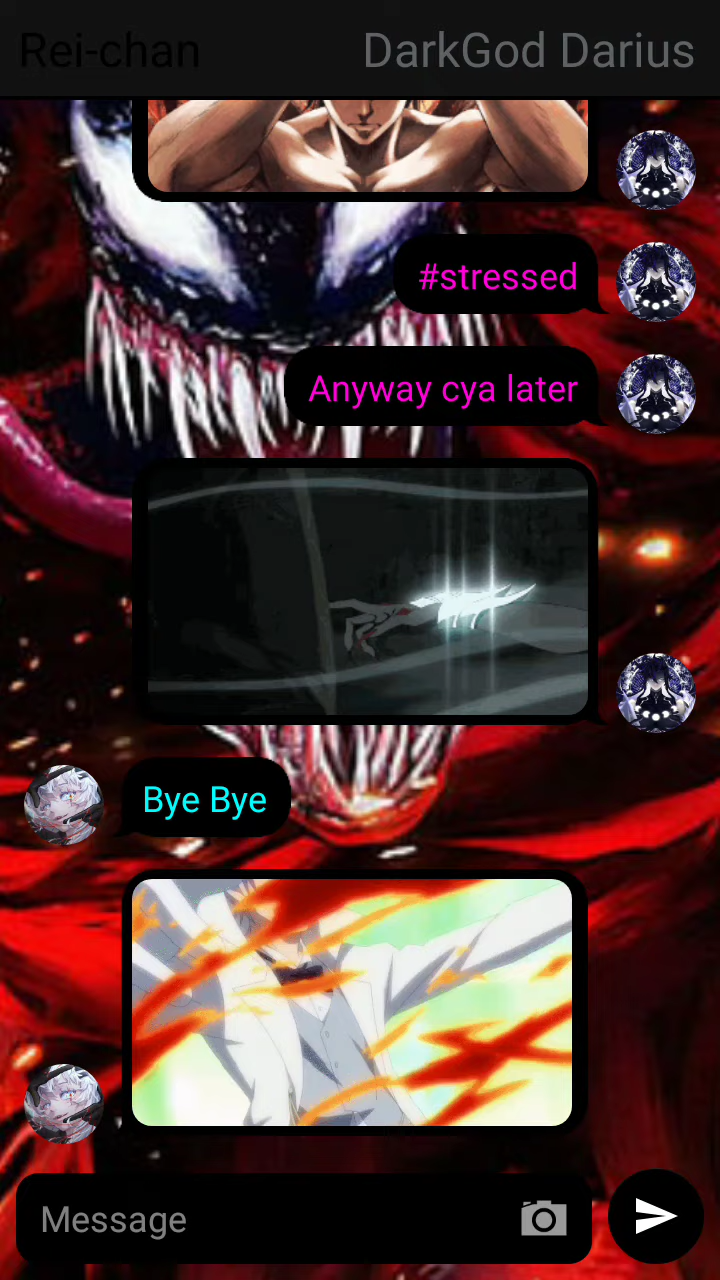 Rei-chan
DarkGod Darius
#stressed
Anyway cya later
Bye Bye
Message